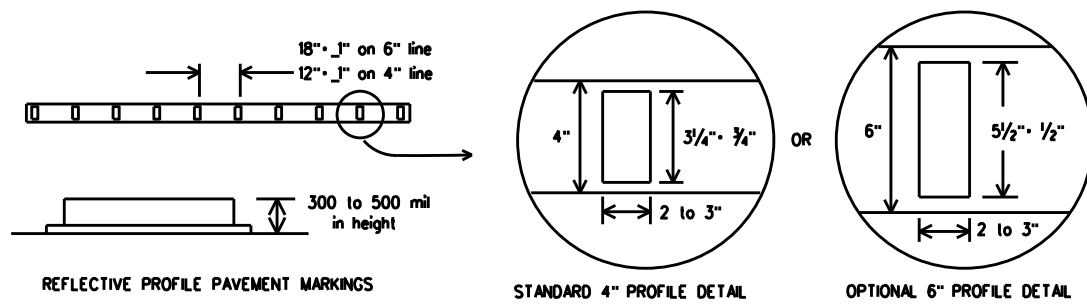 18"· _1" on 6" line
12"· _1" on 4" line
300 to 500 mil
in height
REFLECTIVE PROFILE PAVEMENT MARKINGS
4"
3¼"· ¾"
2 to 3"
STANDARD 4" PROFILE DETAIL
OR
6"
5½"· ½"
2 to 3"
OPTIONAL 6" PROFILE DETAIL